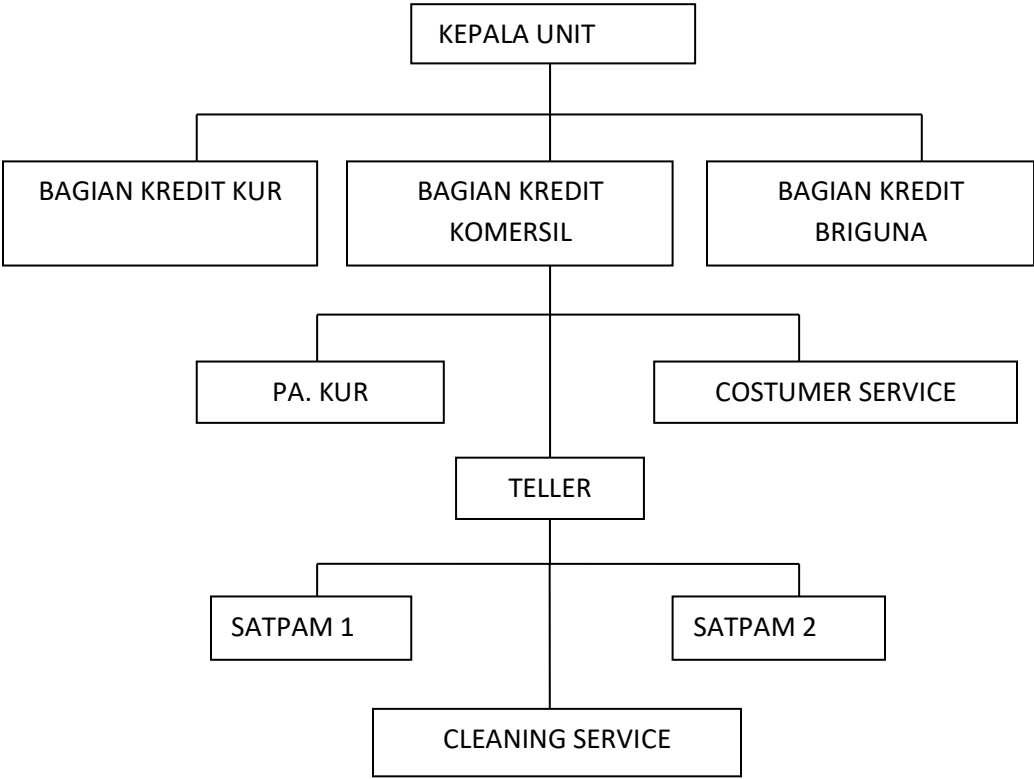 KEPALA UNIT
BAGIAN KREDIT KUR
BAGIAN KREDIT
KOMERSIL
BAGIAN KREDIT
BRIGUNA
PA. KUR
COSTUMER SERVICE
TELLER
SATPAM 1
SATPAM 2
CLEANING SERVICE